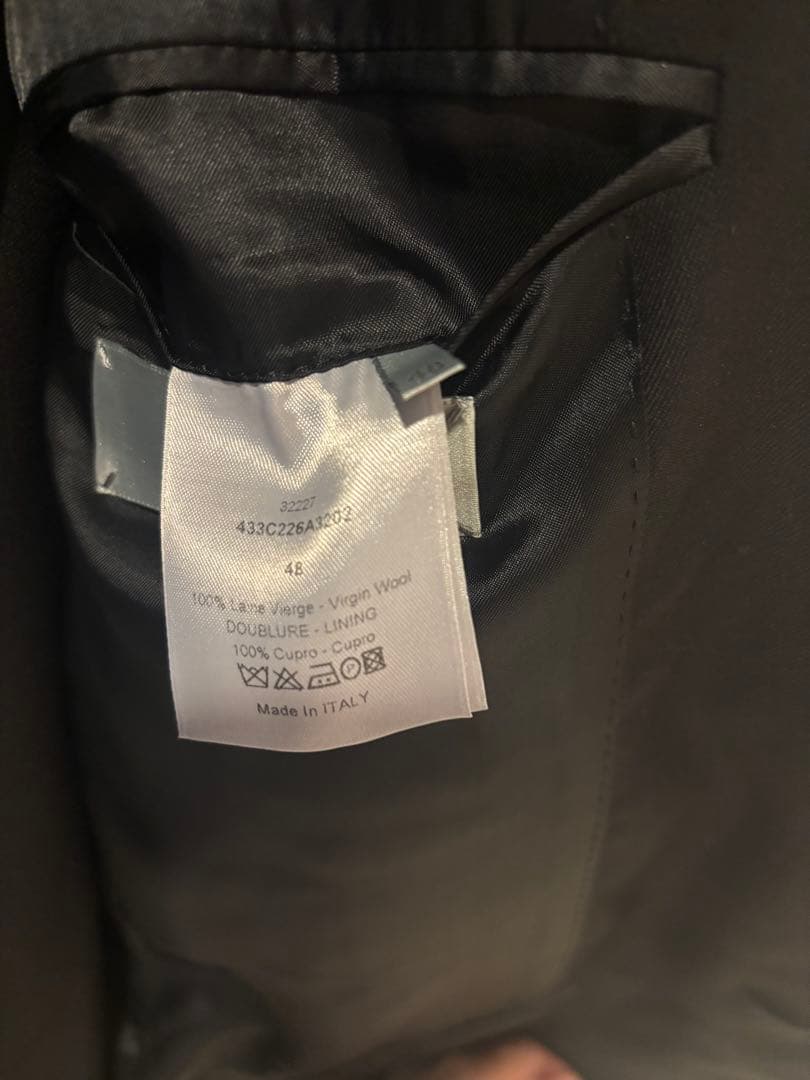 32227
433C226A3202
48
100% Laine Vierge - Virgin Wool
DOUBLURE - LINING
100% Cupro - Cupro
P
Made In ITALY